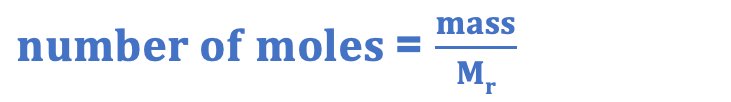 number of moles = mass
Mr